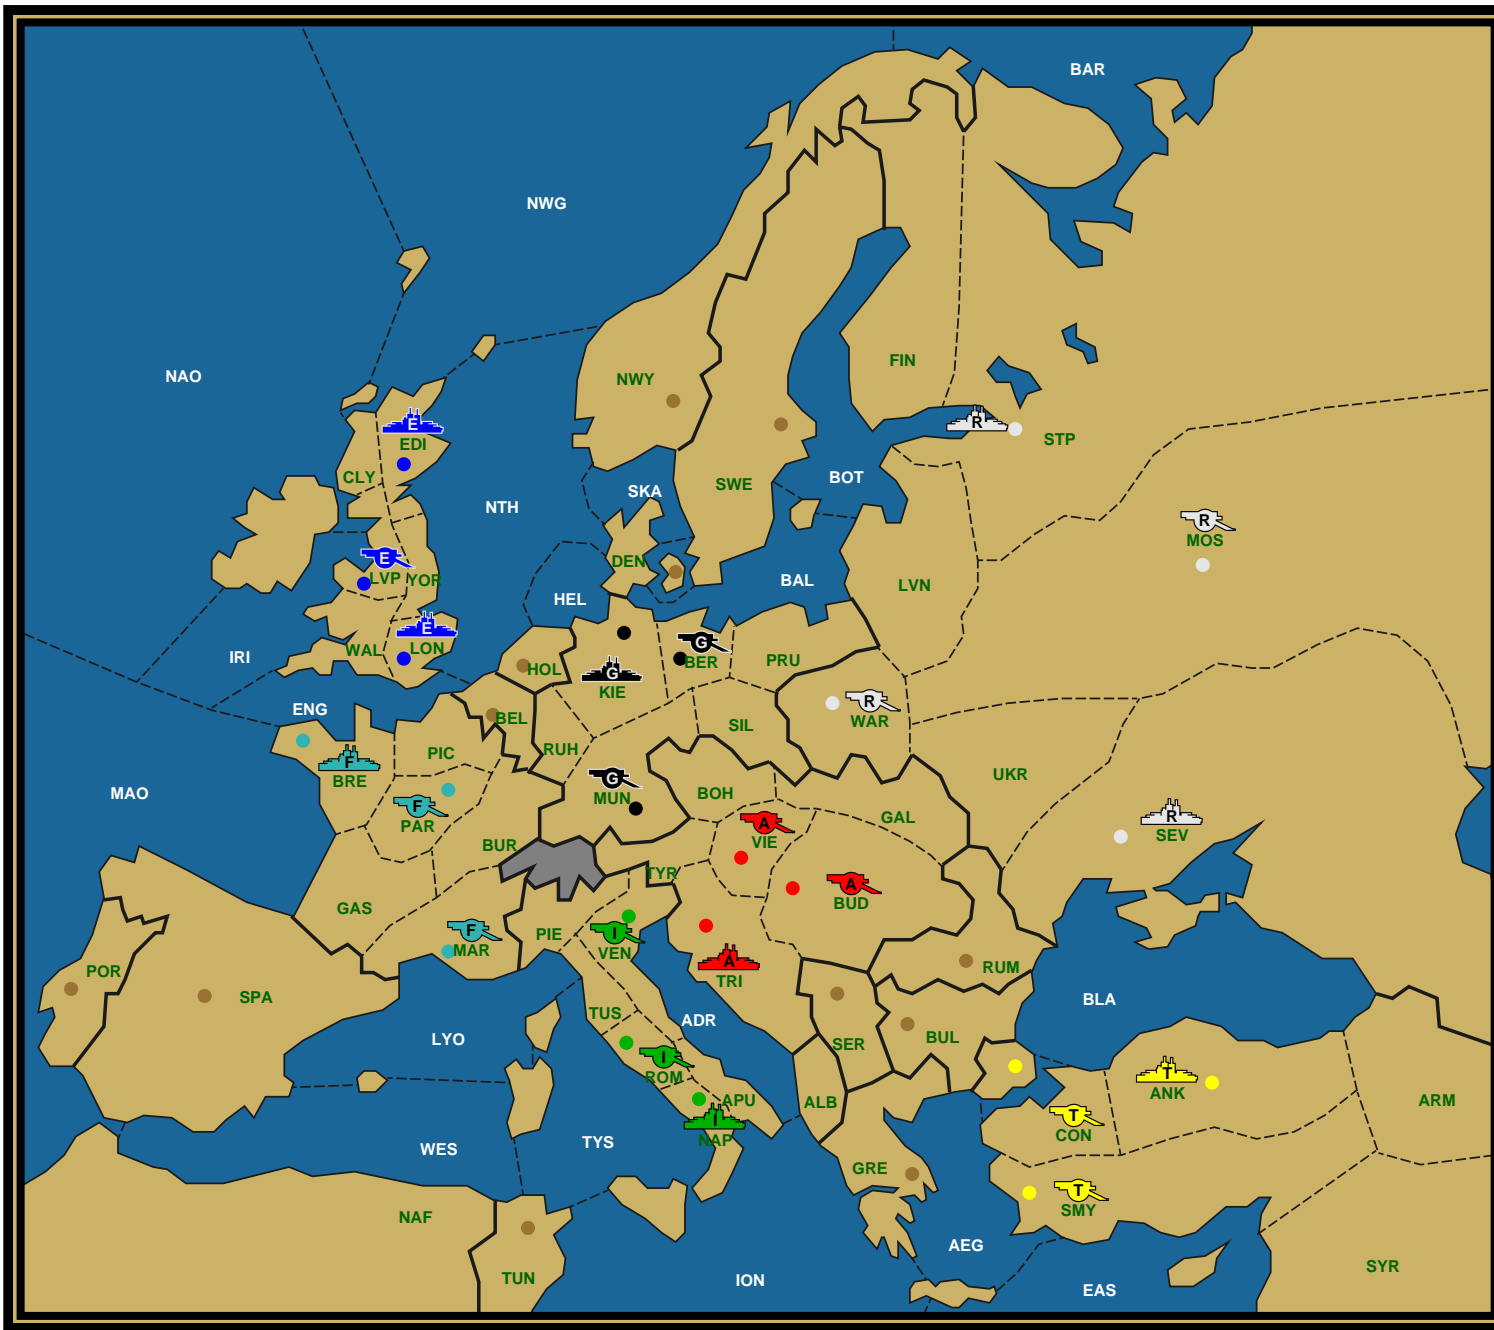 BAR
NWG
NAO
FIN
NWY
R
STP
E
EDI
CLY
SWE
BOT
SKA
NTH
R
MOS
E
LVP
YOR
DEN
BAL
LVN
HEL
E
LON
WAL
IRI
G
BER
PRU
HOL
G
KIE
R
WAR
ENG
BEL
SIL
PIC
RUH
F
BRE
G
MUN
BOH
UKR
MAO
F
PAR
A
VIE
GAL
R
SEV
BUR
TYR
A
BUD
GAS
F
MAR
PIE
I
VEN
A
TRI
RUM
POR
SPA
BLA
TUS
ADR
LYO
SER
BUL
I
ROM
T
ANK
APU
ALB
ARM
I
NAP
T
CON
WES
TYS
GRE
T
SMY
NAF
AEG
TUN
ION
EAS
SYR